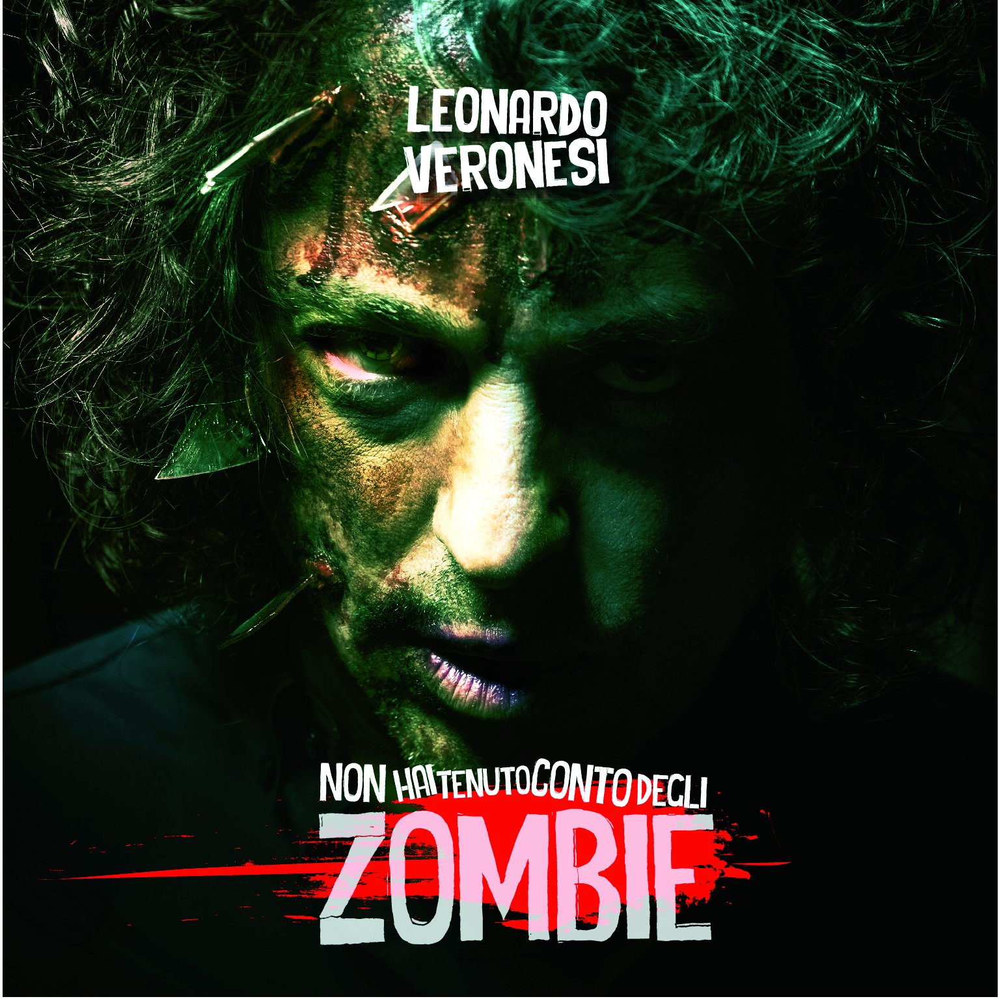 LEONARDO
VERONESI
NON HAI TENUTO CONTO DEGLI
ZOMBIE